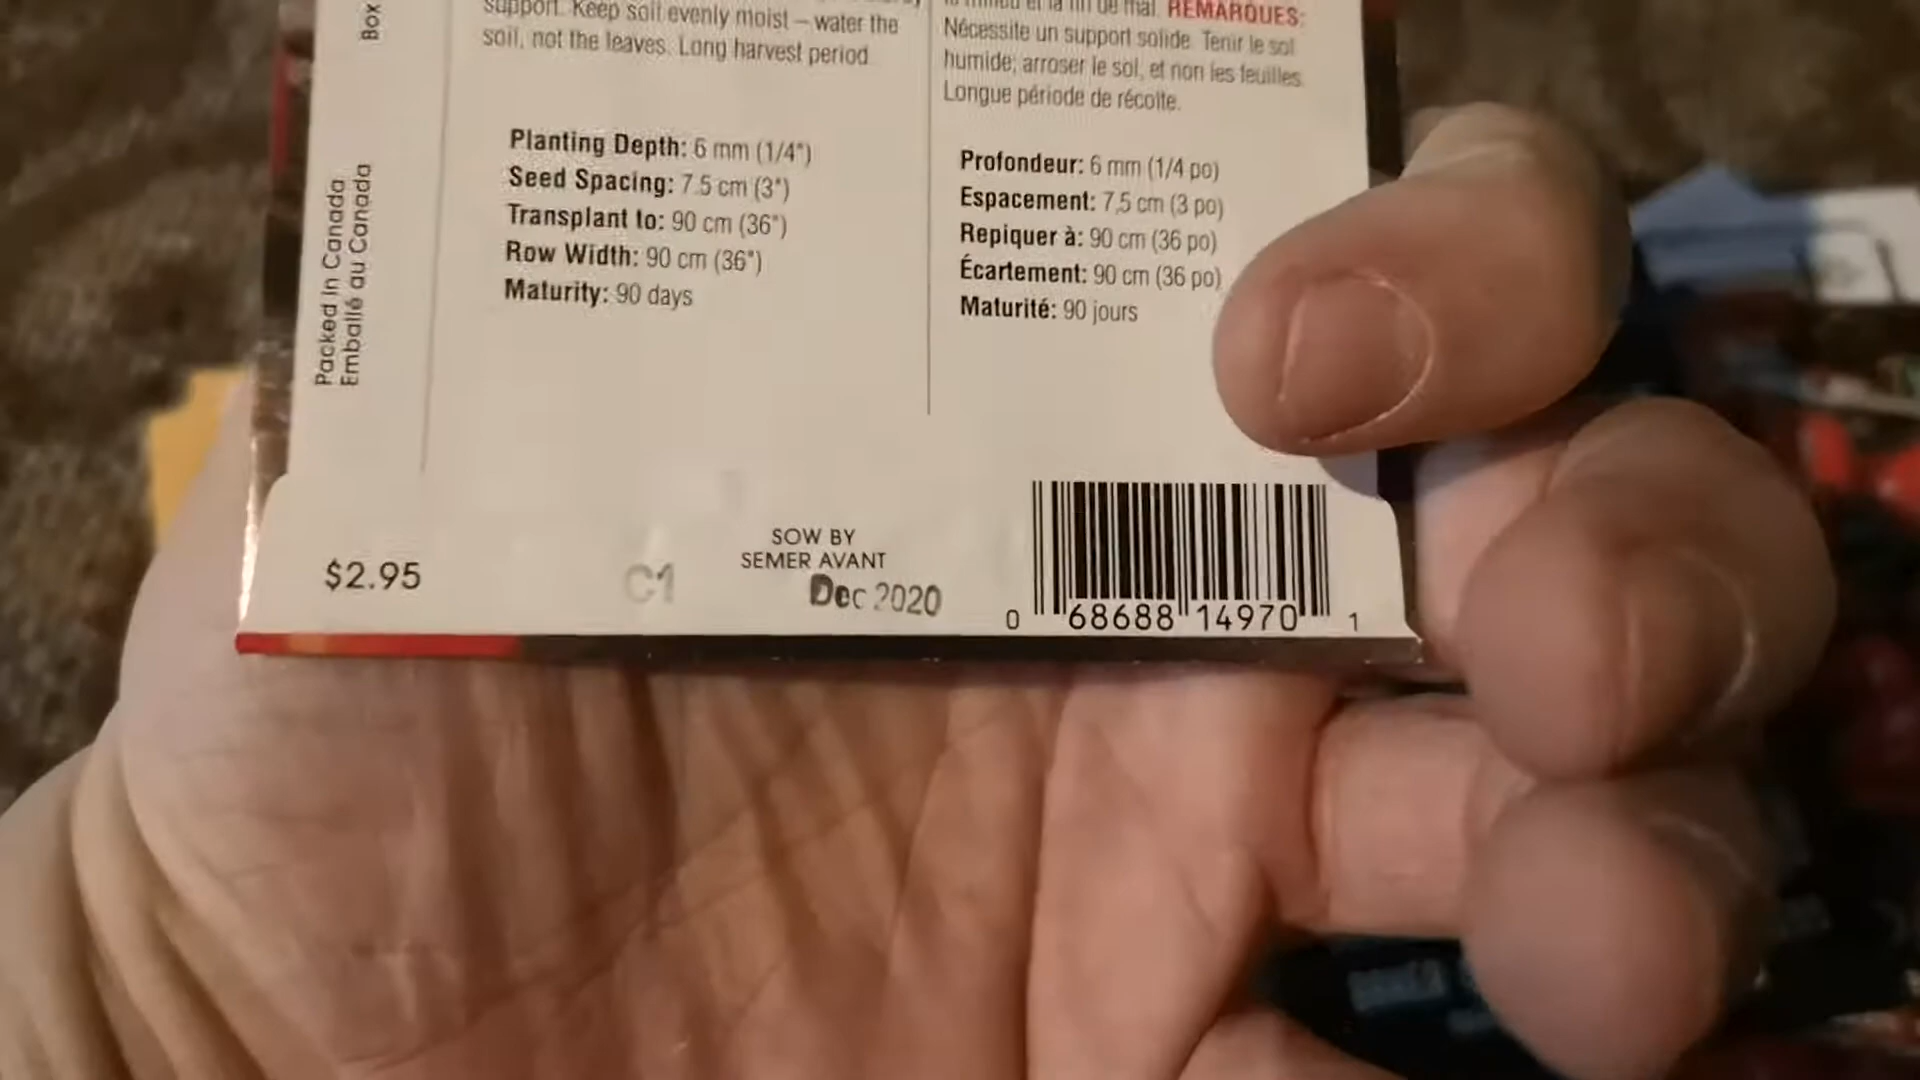 Box
Packed in Canada
Emballé au Canada
support. Keep soil evenly moist – water the
soil, not the leaves. Long harvest period.
Planting Depth: 6 mm (1/4")
Seed Spacing: 7.5 cm (3")
Transplant to: 90 cm (36")
Row Width: 90 cm (36")
Maturity: 90 days
le milieu et la fin de mai. REMARQUES:
Nécessite un support solide. Tenir le sol
humide; arroser le sol, et non les feuilles.
Longue période de récolte.
Profondeur: 6 mm (1/4 po)
Espacement: 7,5 cm (3 po)
Repiquer à: 90 cm (36 po)
Écartement: 90 cm (36 po)
Maturité: 90 jours
$2.95
C1
SOW BY
SEMER AVANT
Dec 2020
0 68688 14970 1